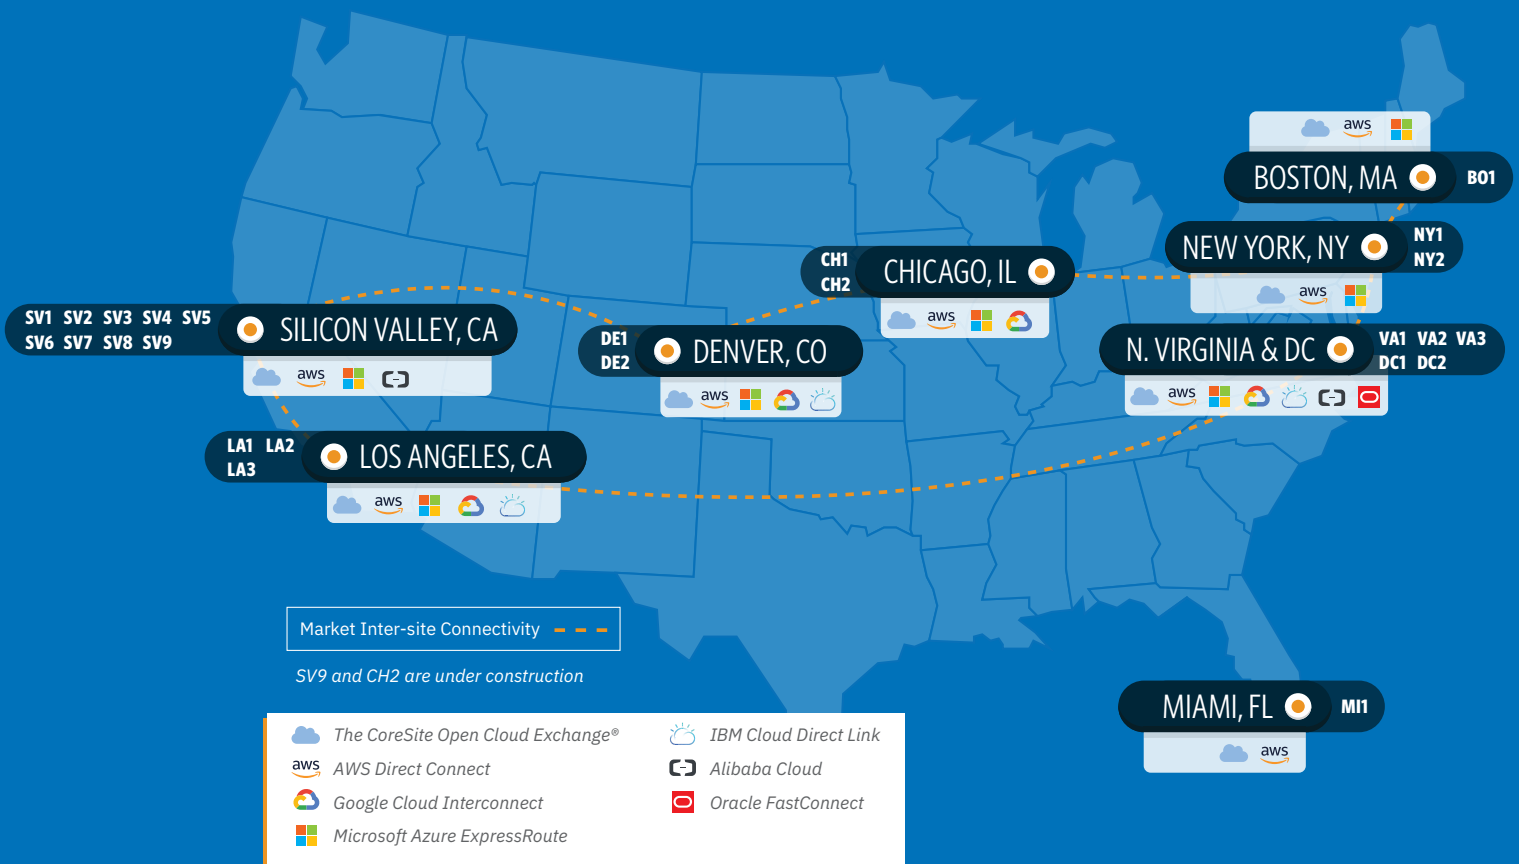 aws
BOSTON, MA
BO1
NEW YORK, NY
NY1
NY2
aws
CH1
CH2
CHICAGO, IL
aws
SV1 SV2 SV3 SV4 SV5
SV6 SV7 SV8 SV9
SILICON VALLEY, CA
aws
DE1
DE2
DENVER, CO
aws
N. VIRGINIA & DC
VA1 VA2 VA3
DC1 DC2
aws
LA1 LA2
LA3
LOS ANGELES, CA
aws
Market Inter-site Connectivity
SV9 and CH2 are under construction
MIAMI, FL
MI1
aws
The CoreSite Open Cloud Exchange®
aws AWS Direct Connect
Google Cloud Interconnect
Microsoft Azure ExpressRoute
IBM Cloud Direct Link
Alibaba Cloud
Oracle FastConnect